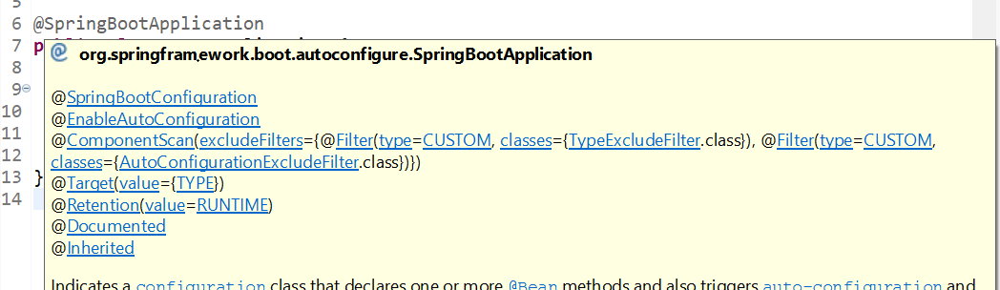 5
6 @SpringBootApplication
7 p
org.springframework.boot.autoconfigure.SpringBootApplication
8
9 @SpringBootConfiguration
10 @EnableAutoConfiguration
11 @ComponentScan(excludeFilters={@Filter(type=CUSTOM, classes={TypeExcludeFilter.class}), @Filter(type=CUSTOM,
12 classes={AutoConfigurationExcludeFilter.class})})
13 }
@Target(value={TYPE})
14
@Retention(value=RUNTIME)
@Documented
@Inherited
Indicates a configuration class that declares one or more @Bean methods and also triggers auto-configuration and